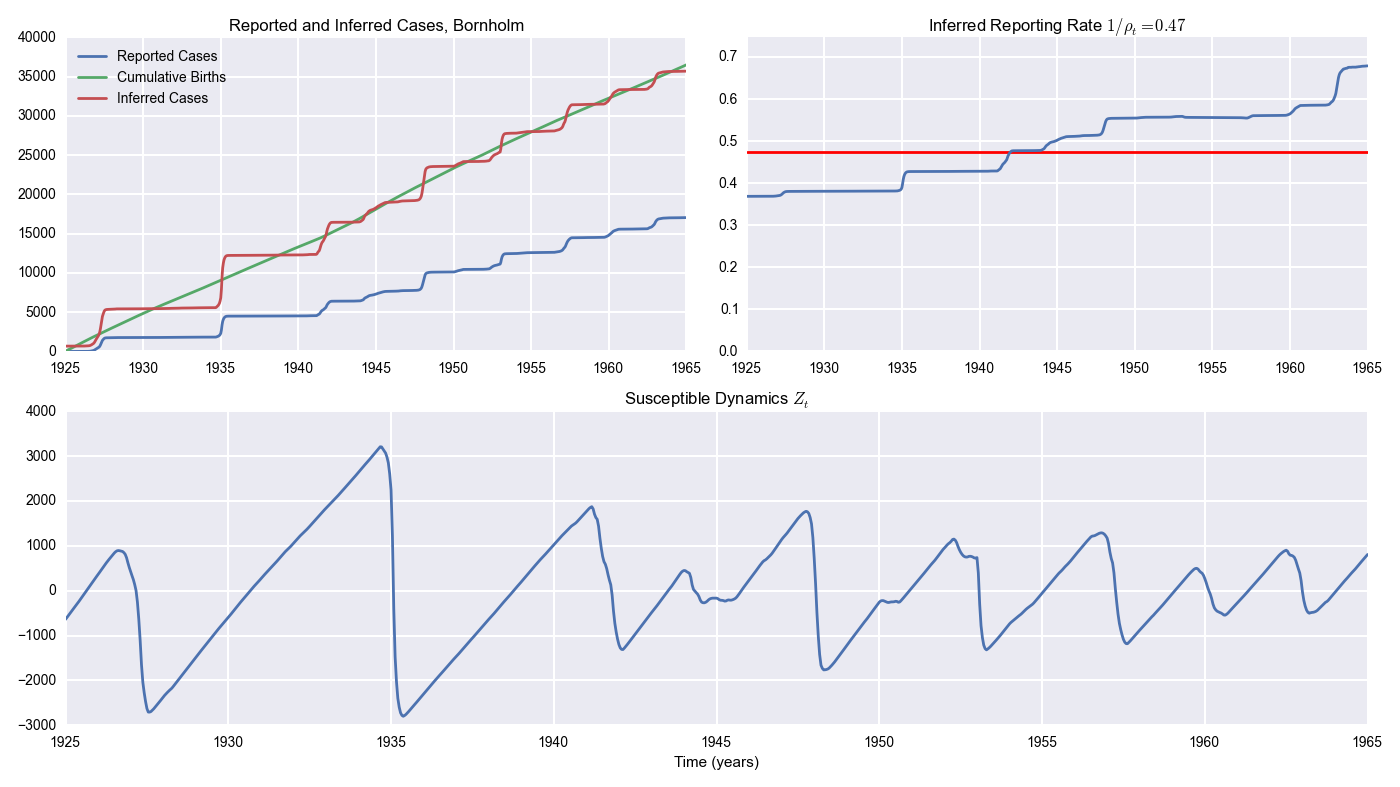 Reported and Inferred Cases, Bornholm
40000
35000
30000
25000
20000
15000
10000
5000
0
Reported Cases
Cumulative Births
Inferred Cases
1925 1930 1935 1940 1945 1950 1955 1960 1965
Inferred Reporting Rate 1/ρt = 0.47
0.7
0.6
0.5
0.4
0.3
0.2
0.1
0.0
1925 1930 1935 1940 1945 1950 1955 1960 1965
Susceptible Dynamics Zt
4000
3000
2000
1000
0
−1000
−2000
−3000
1925 1930 1935 1940 1945 1950 1955 1960 1965
Time (years)